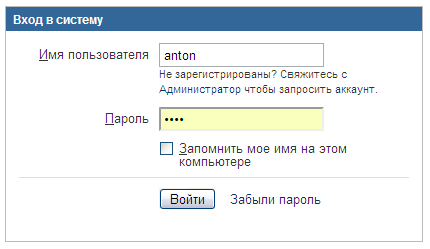 Вход в систему
Имя пользователя
anton
Не зарегистрированы? Свяжитесь с
Администратор чтобы запросить аккаунт.
Пароль
••••
Запомнить мое имя на этом
компьютере
Войти
Забыли пароль